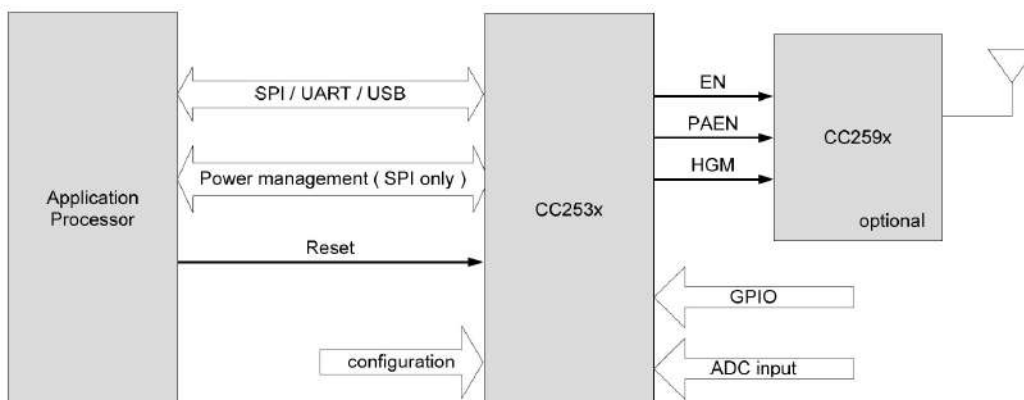 Application
Processor
SPI / UART / USB
Power management ( SPI only )
Reset
configuration
CC253x
EN
PAEN
HGM
CC259x
optional
GPIO
ADC input